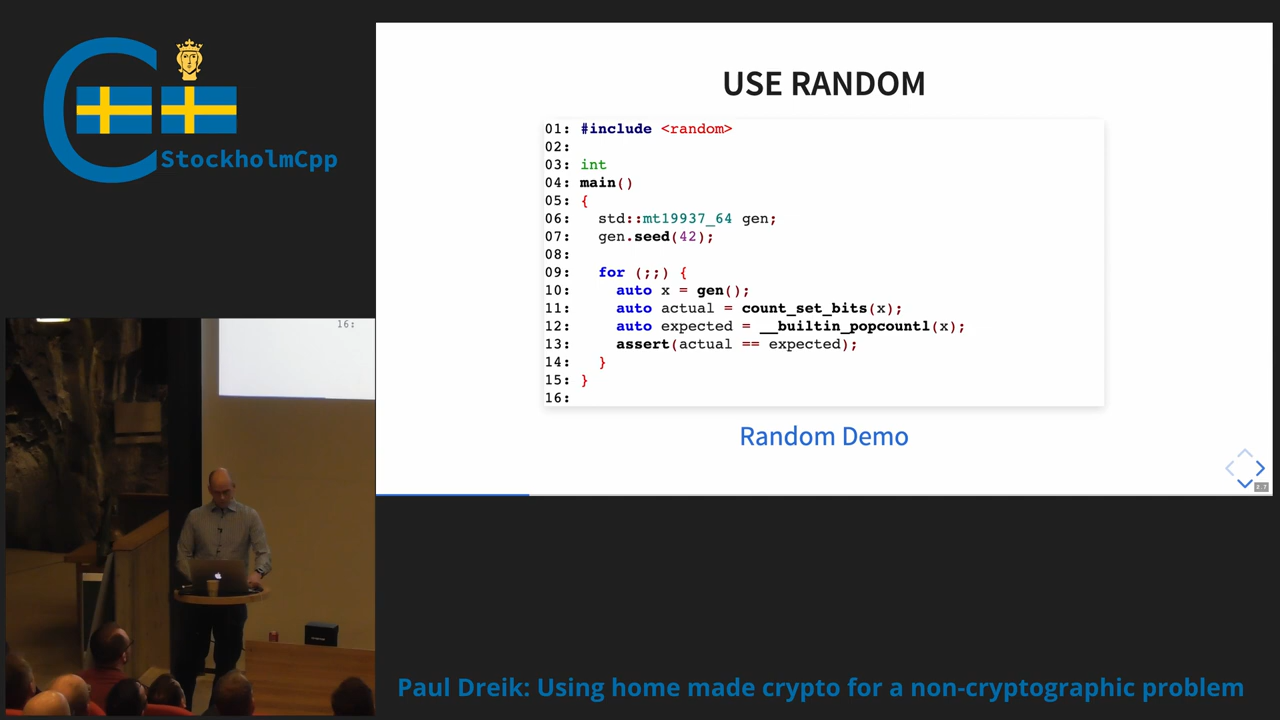 StockholmCpp
USE RANDOM
01: #include <random>
02:
03: int
04: main()
05: {
06:   std::mt19937_64 gen;
07:   gen.seed(42);
08:
09:   for (;;) {
10:     auto x = gen();
11:     auto actual = count_set_bits(x);
12:     auto expected = __builtin_popcountl(x);
13:     assert(actual == expected);
14:   }
15: }
16:
Random Demo
16:
Paul Dreik: Using home made crypto for a non-cryptographic problem